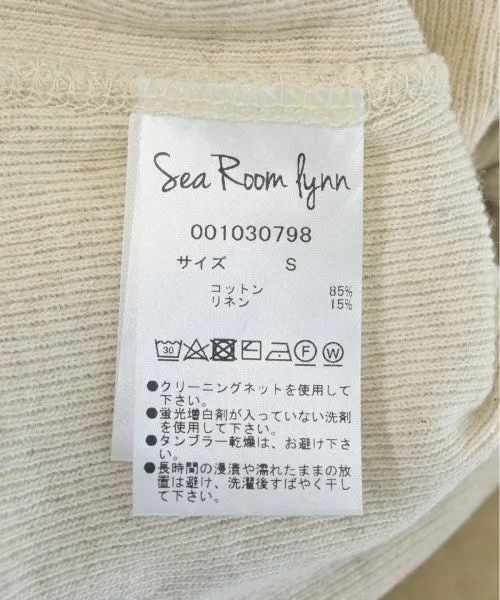 Sea Room lynn
001030798
サイズ S
コットン 85%
リネン 15%
30 F W
●クリーニングネットを使用して
下さい。
●蛍光増白剤が入っていない洗剤
を使用して下さい。
●タンブラー乾燥は、お避け下さ
い。
●長時間の浸漬や濡れたままの放
置は避け、洗濯後すばやく干し
て下さい。